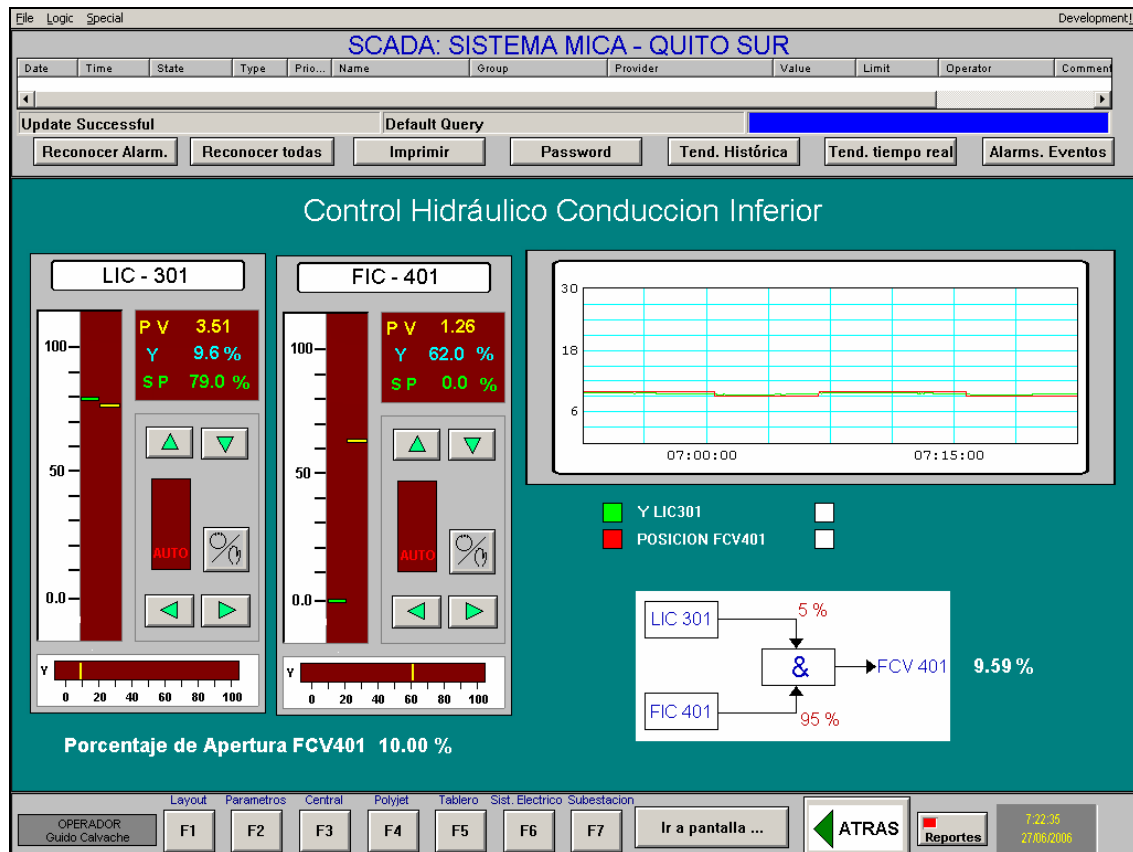 File Logic Special Development!
SCADA: SISTEMA MICA - QUITO SUR
Date Time State Type Prio... Name Group Provider Value Limit Operator Comment
Update Successful Default Query
Reconocer Alarm. Reconocer todas Imprimir Password Tend. Histórica Tend. tiempo real Alarms. Eventos
Control Hidráulico Conduccion Inferior
LIC - 301
100
50
0.0
P V 3.51
Y 9.6 %
S P 79.0 %
AUTO
Y
0 20 40 60 80 100
FIC - 401
100
50
0.0
P V 1.26
Y 62.0 %
S P 0.0 %
AUTO
Y
0 20 40 60 80 100
30
18
6
07:00:00 07:15:00
Y LIC301
POSICION FCV401
LIC 301
5 %
&
FCV 401 9.59 %
FIC 401
95 %
Porcentaje de Apertura FCV401 10.00 %
Layout Parametros Central Polyjet Tablero Sist. Electrico Subestacion
OPERADOR
Guido Calvache
F1 F2 F3 F4 F5 F6 F7
Ir a pantalla ...
ATRAS
Reportes
7:22:35
27/06/2006